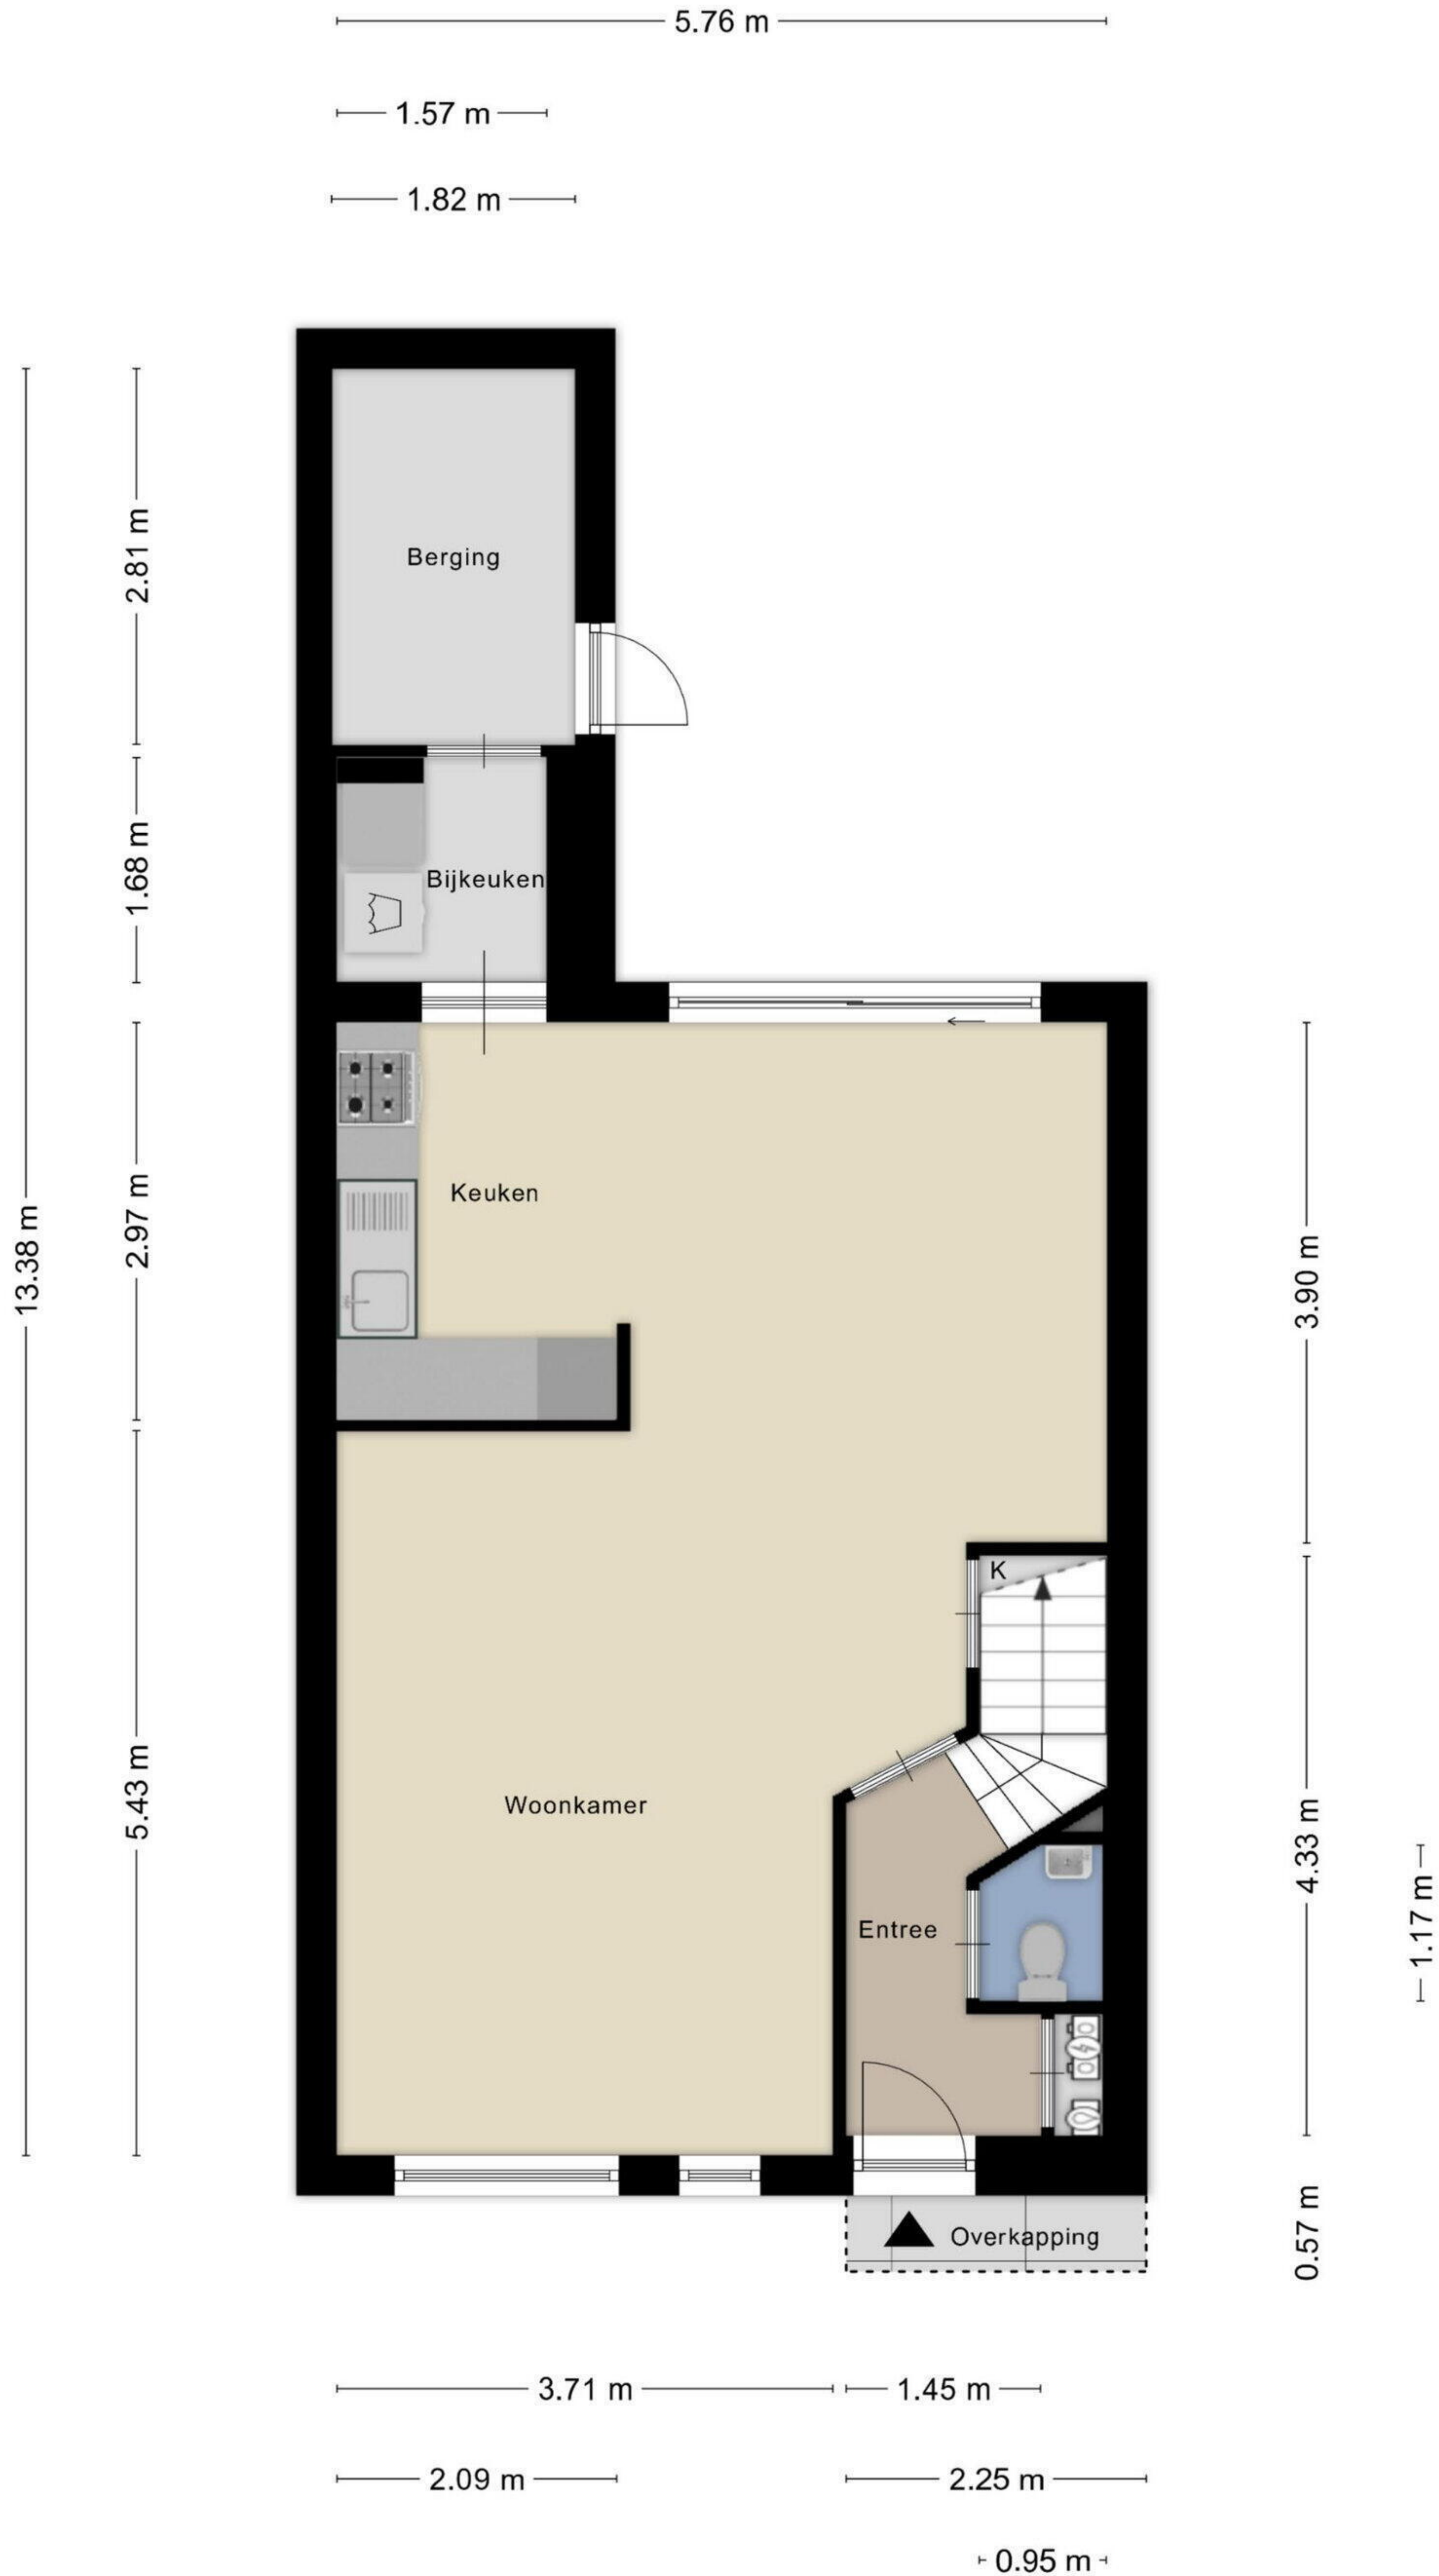 5.76 m
1.57 m
1.82 m
Berging
2.81 m
Bijkeuken
1.68 m
Keuken
2.97 m
13.38 m
3.90 m
K
Woonkamer
5.43 m
4.33 m
Entree
1.17 m
Overkapping
0.57 m
3.71 m
1.45 m
2.09 m
2.25 m
0.95 m